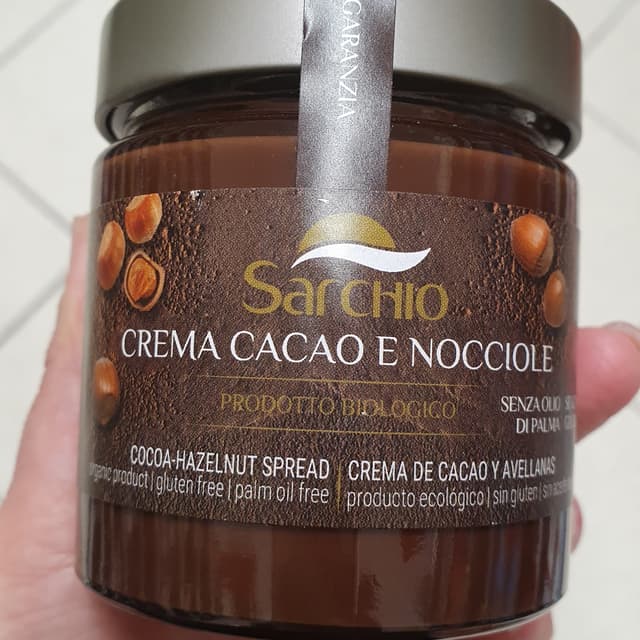 GARANZIA
Sarchio
CREMA CACAO E NOCCIOLE
PRODOTTO BIOLOGICO
SENZA OLIO
DI PALMA
COCOA-HAZELNUT SPREAD
organic product | gluten free | palm oil free
CREMA DE CACAO Y AVELLANAS
producto ecológico | sin gluten |